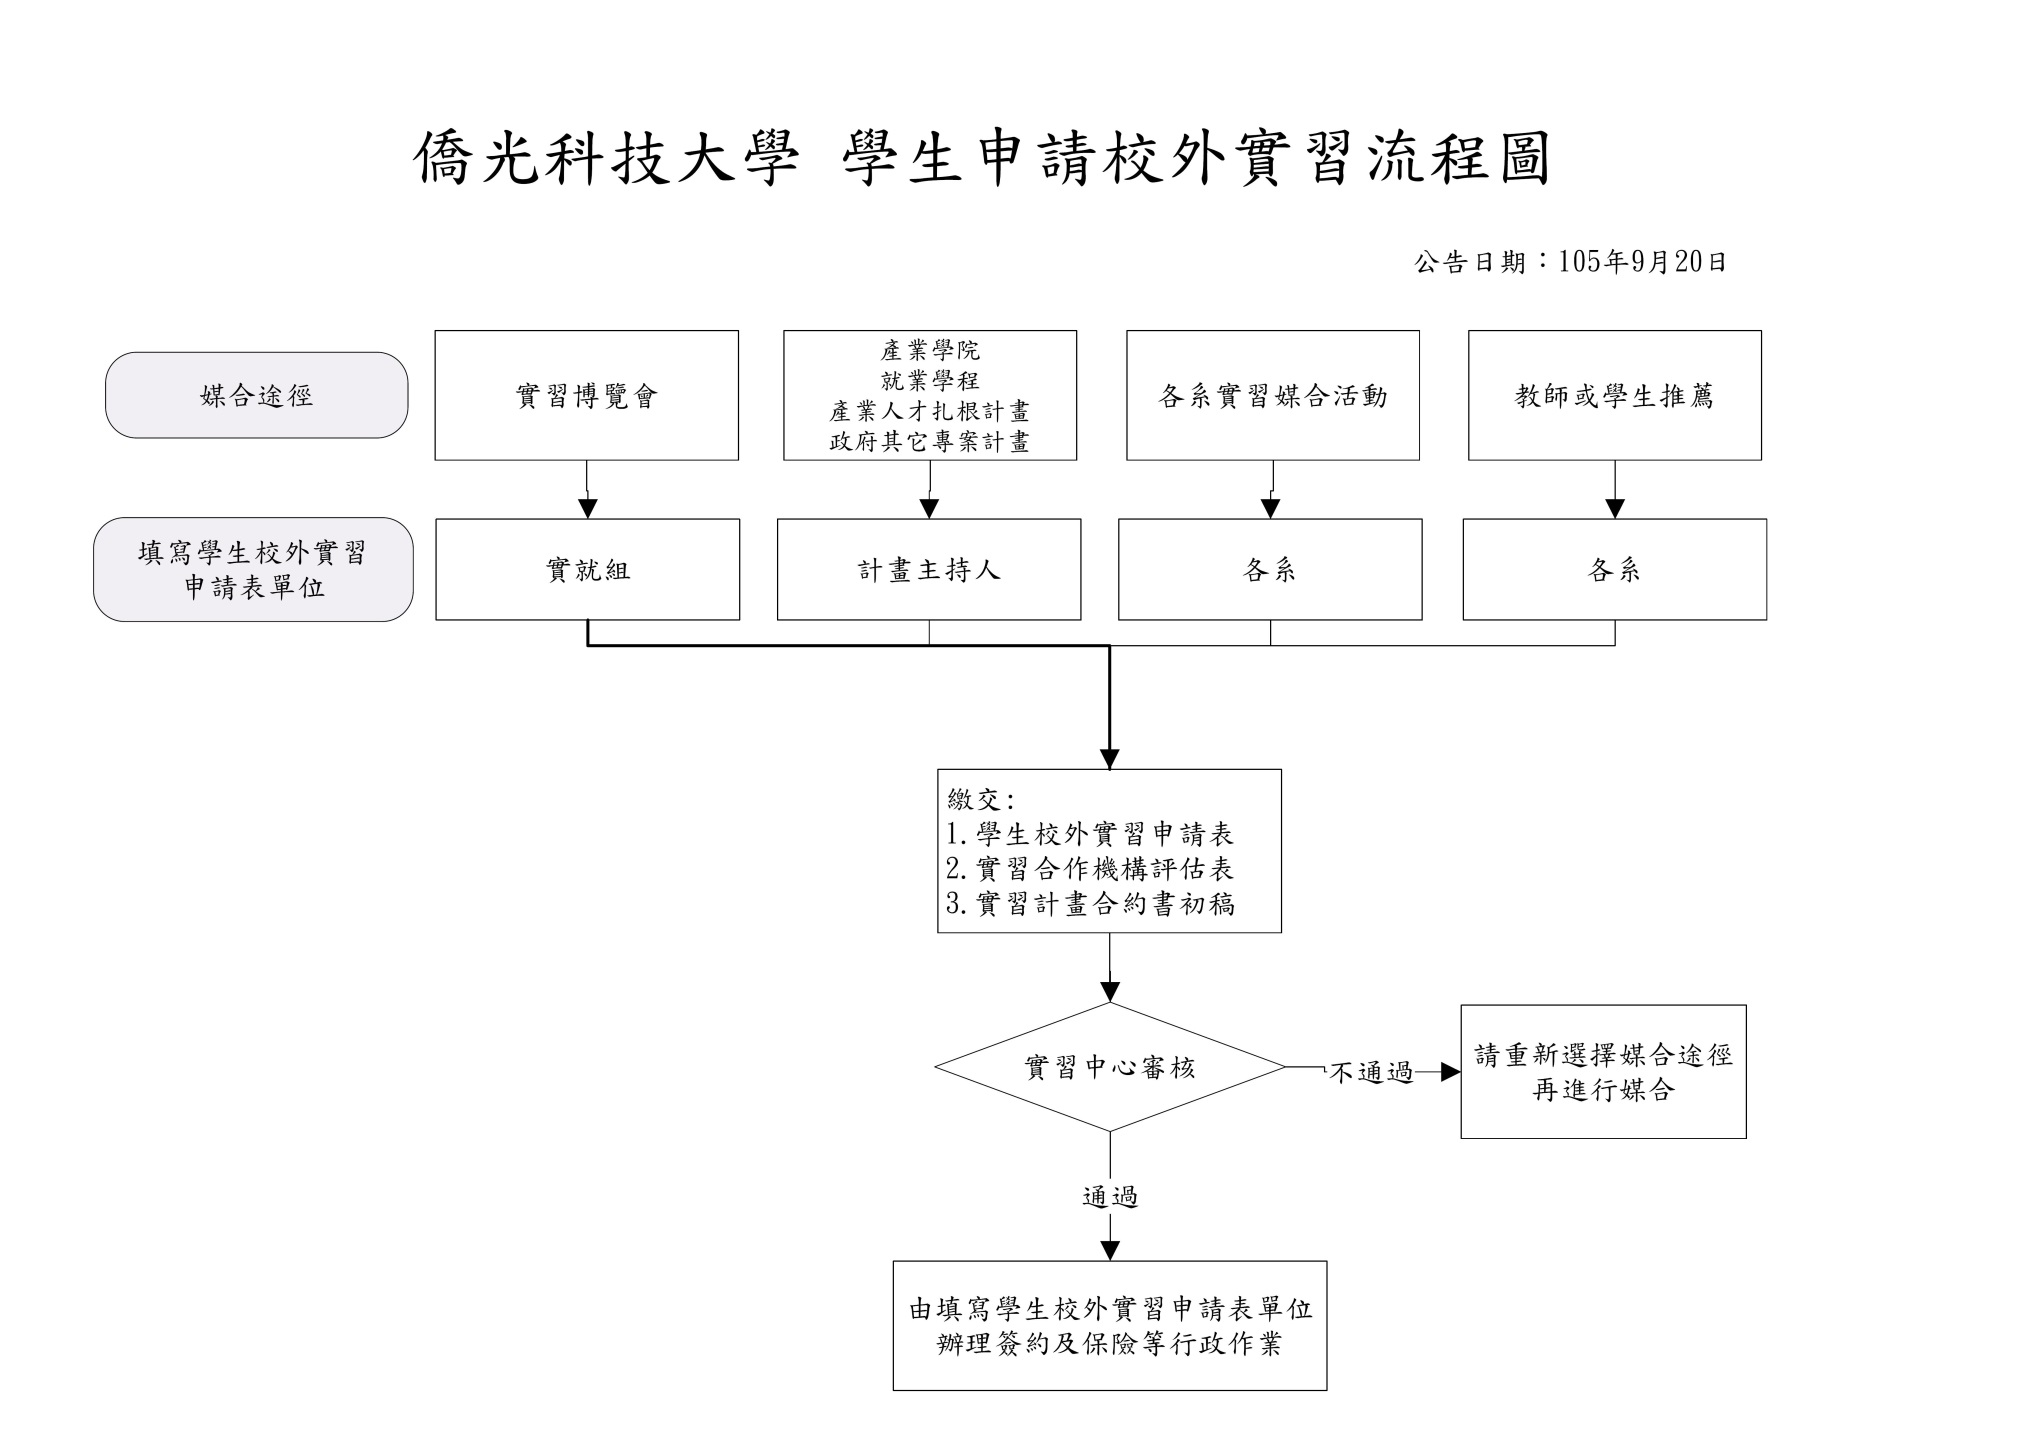 僑光科技大學 學生申請校外實習流程圖
公告日期：105年9月20日
媒合途徑
實習博覽會
產業學院
就業學程
產業人才扎根計畫
政府其它專案計畫
各系實習媒合活動
教師或學生推薦
填寫學生校外實習
申請表單位
實就組
計畫主持人
各系
各系
繳交:
1.學生校外實習申請表
2.實習合作機構評估表
3.實習計畫合約書初稿
實習中心審核
不通過
請重新選擇媒合途徑
再進行媒合
通過
由填寫學生校外實習申請表單位
辦理簽約及保險等行政作業